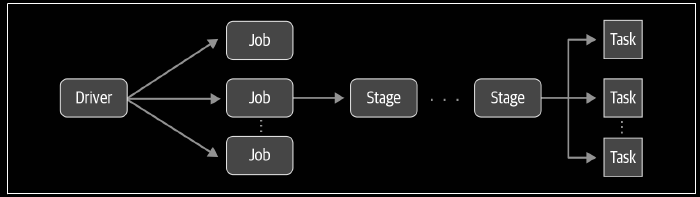 Driver
Job
Job
Job
Stage
. . .
Stage
Task
Task
Task